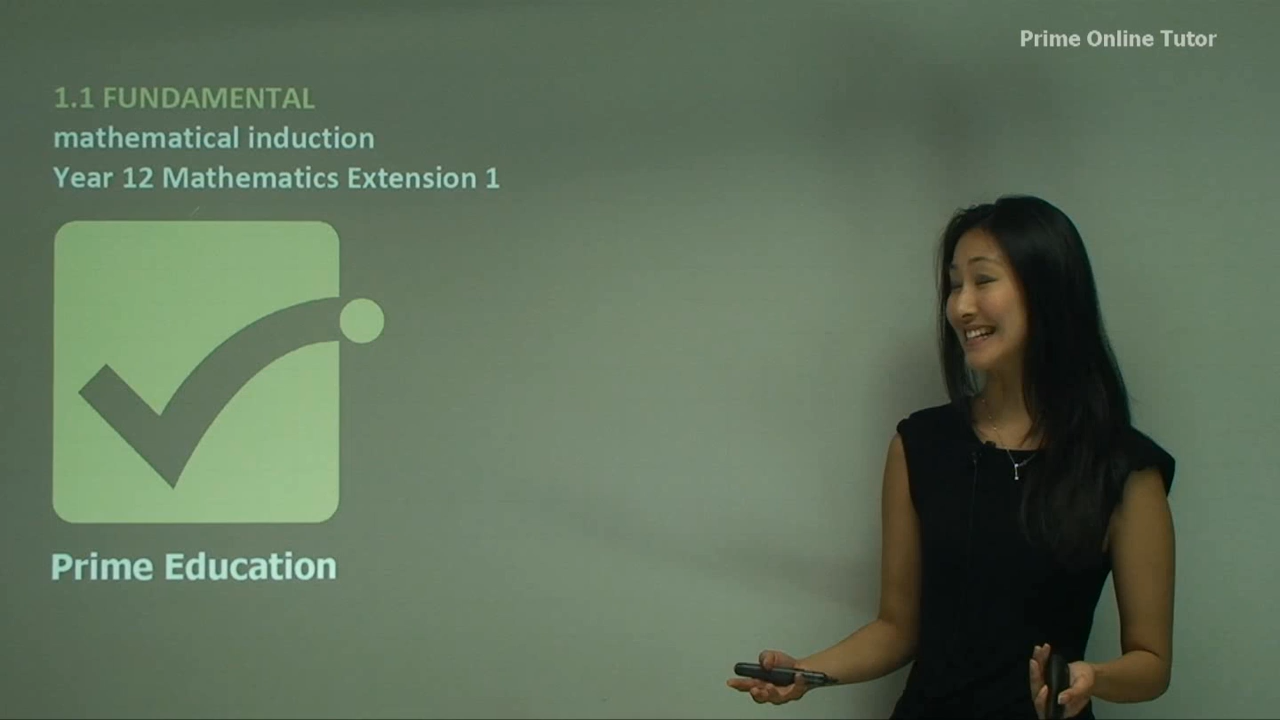 Prime Online Tutor
1.1 FUNDAMENTAL
mathematical induction
Year 12 Mathematics Extension 1
Prime Education